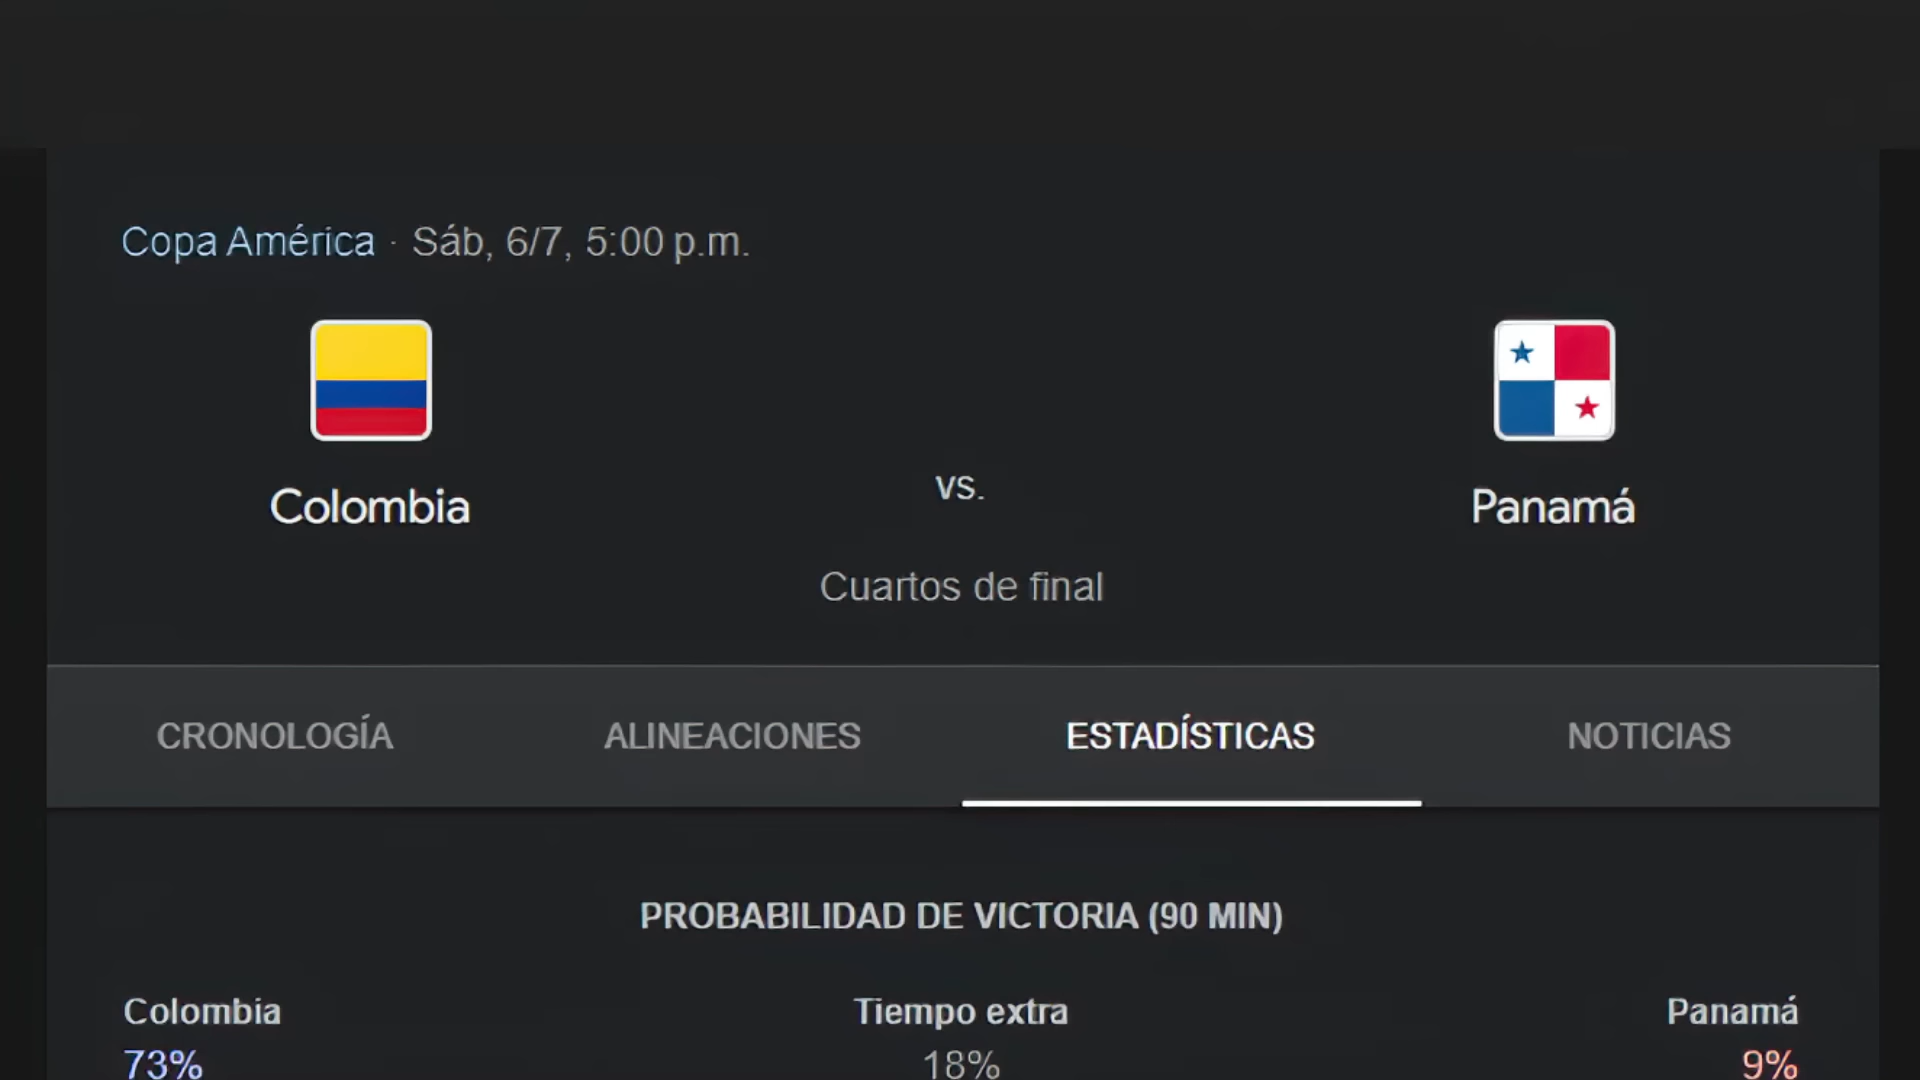 Copa América · Sáb, 6/7, 5:00 p.m.
Colombia vs. Panamá
Cuartos de final
CRONOLOGÍA ALINEACIONES ESTADÍSTICAS NOTICIAS
PROBABILIDAD DE VICTORIA (90 MIN)
Colombia Tiempo extra Panamá
73% 18% 9%